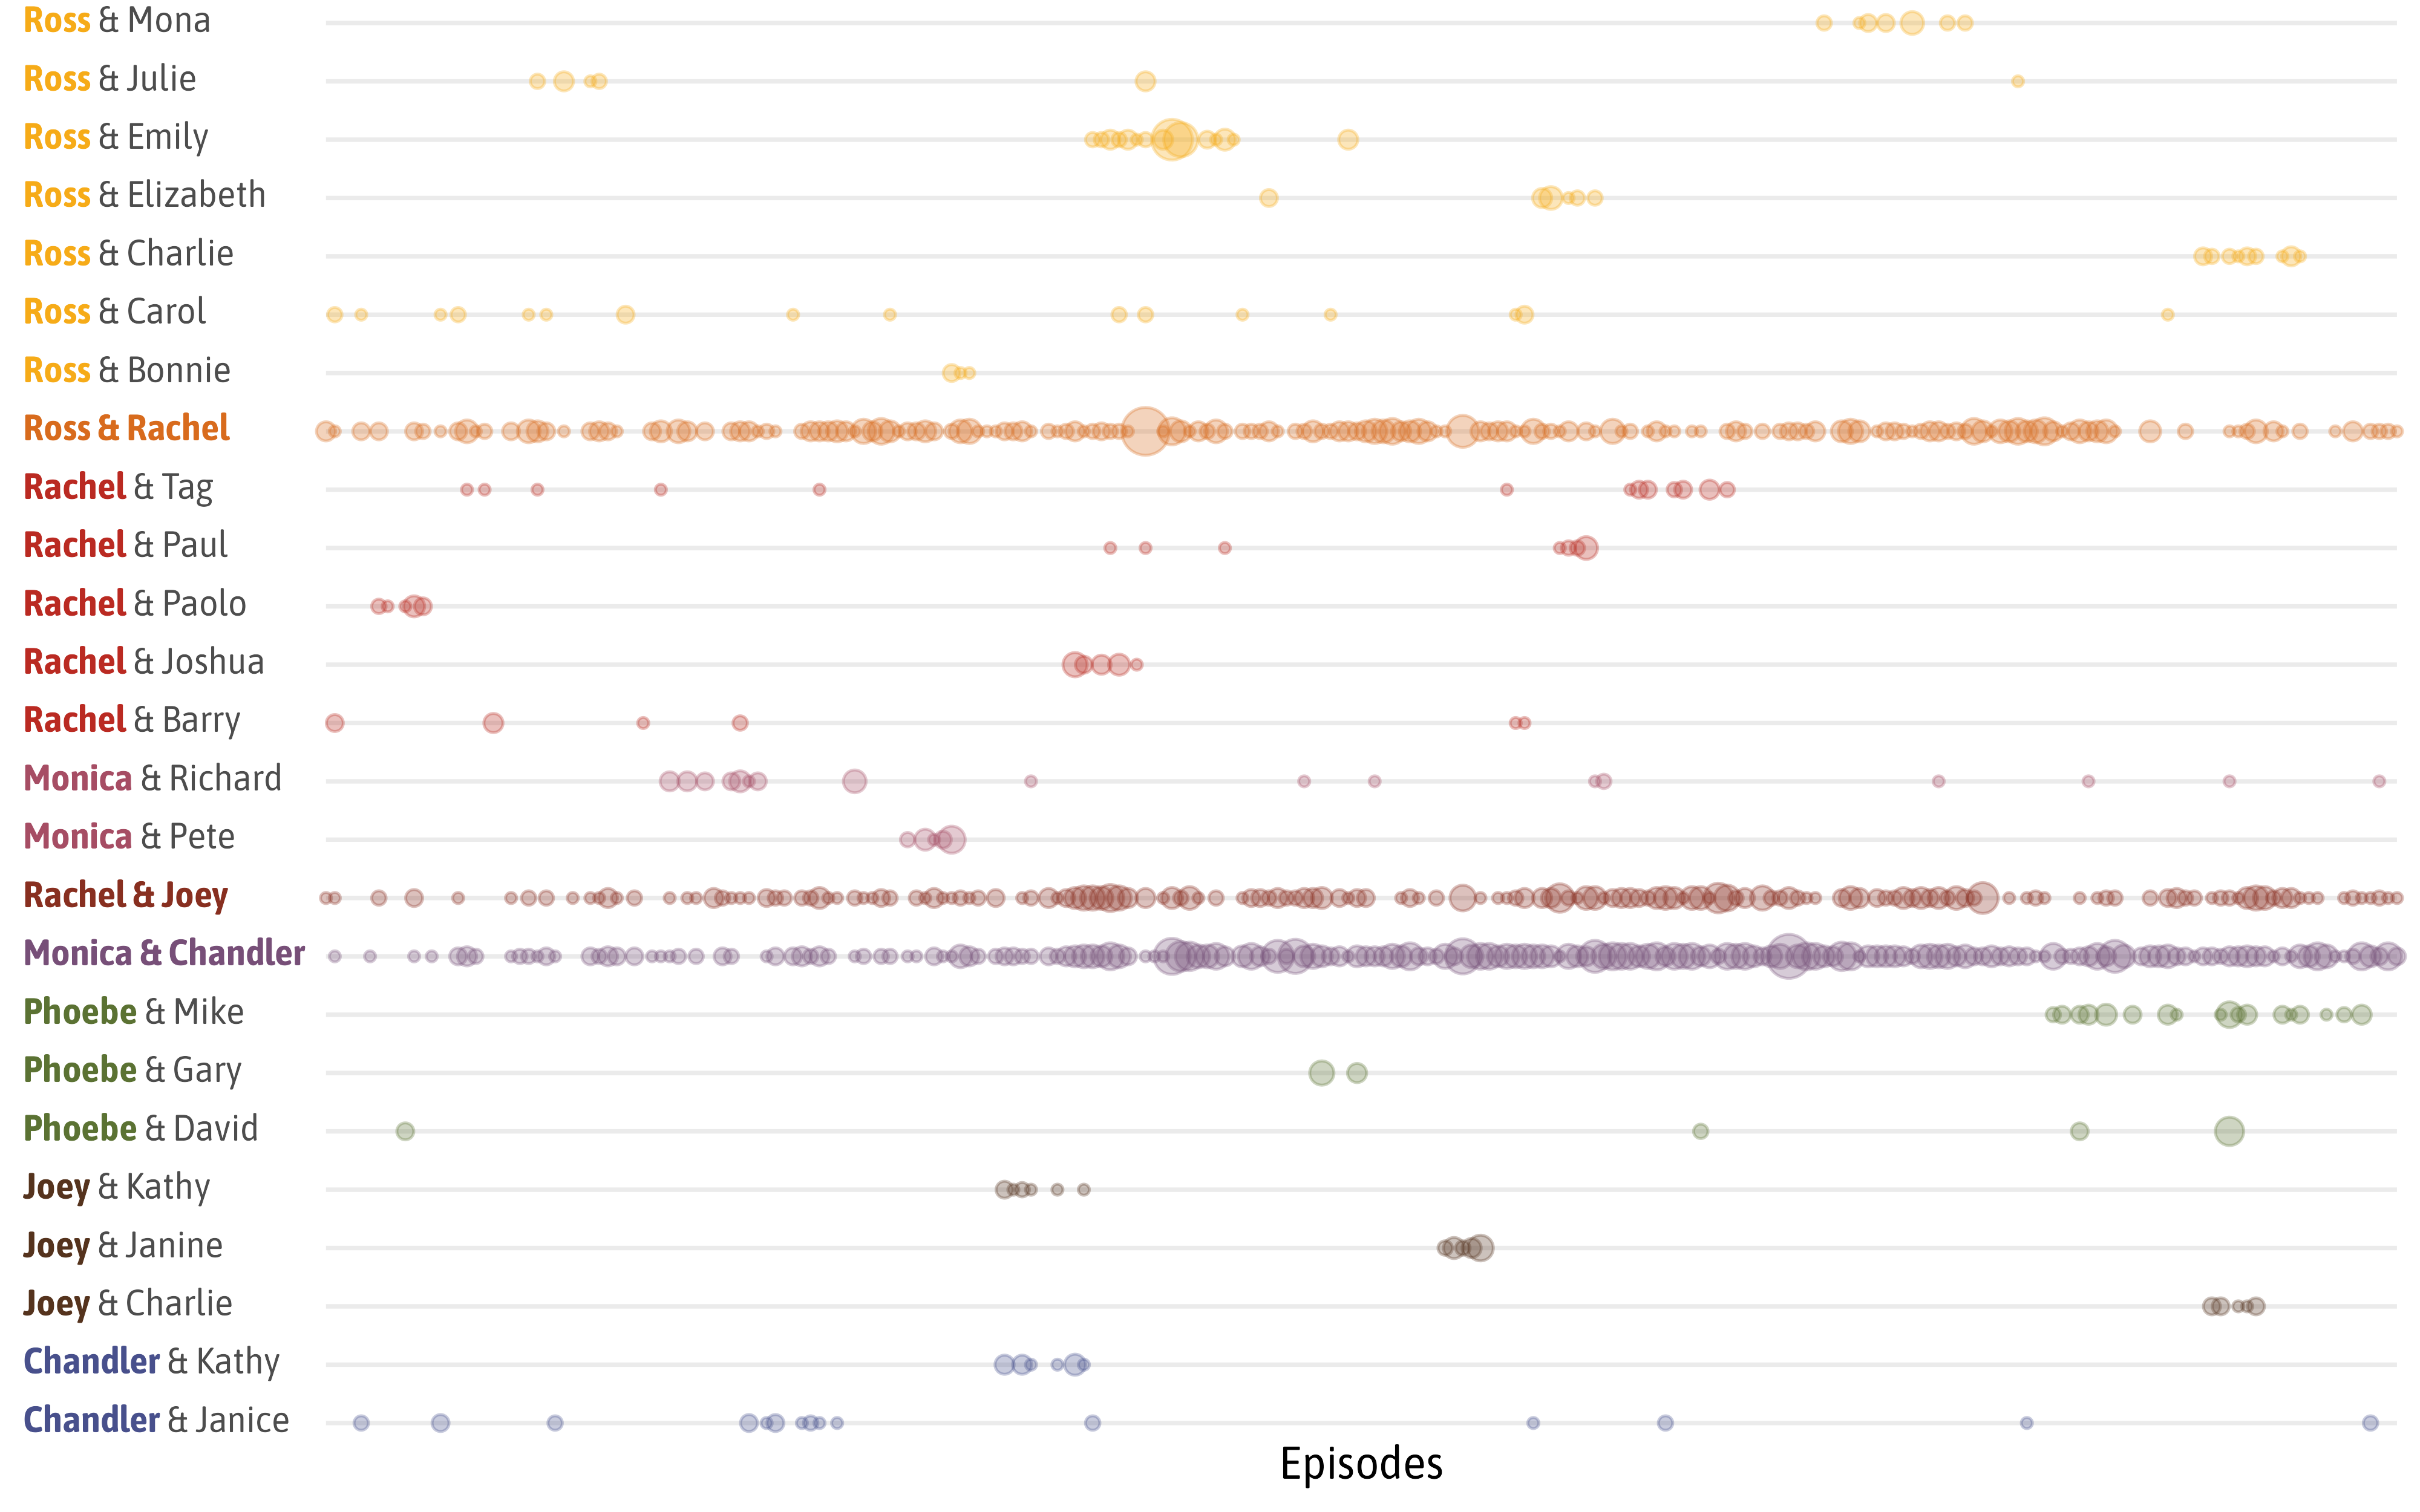 Ross & Mona
Ross & Julie
Ross & Emily
Ross & Elizabeth
Ross & Charlie
Ross & Carol
Ross & Bonnie
Ross & Rachel
Rachel & Tag
Rachel & Paul
Rachel & Paolo
Rachel & Joshua
Rachel & Barry
Monica & Richard
Monica & Pete
Rachel & Joey
Monica & Chandler
Phoebe & Mike
Phoebe & Gary
Phoebe & David
Joey & Kathy
Joey & Janine
Joey & Charlie
Chandler & Kathy
Chandler & Janice
Episodes